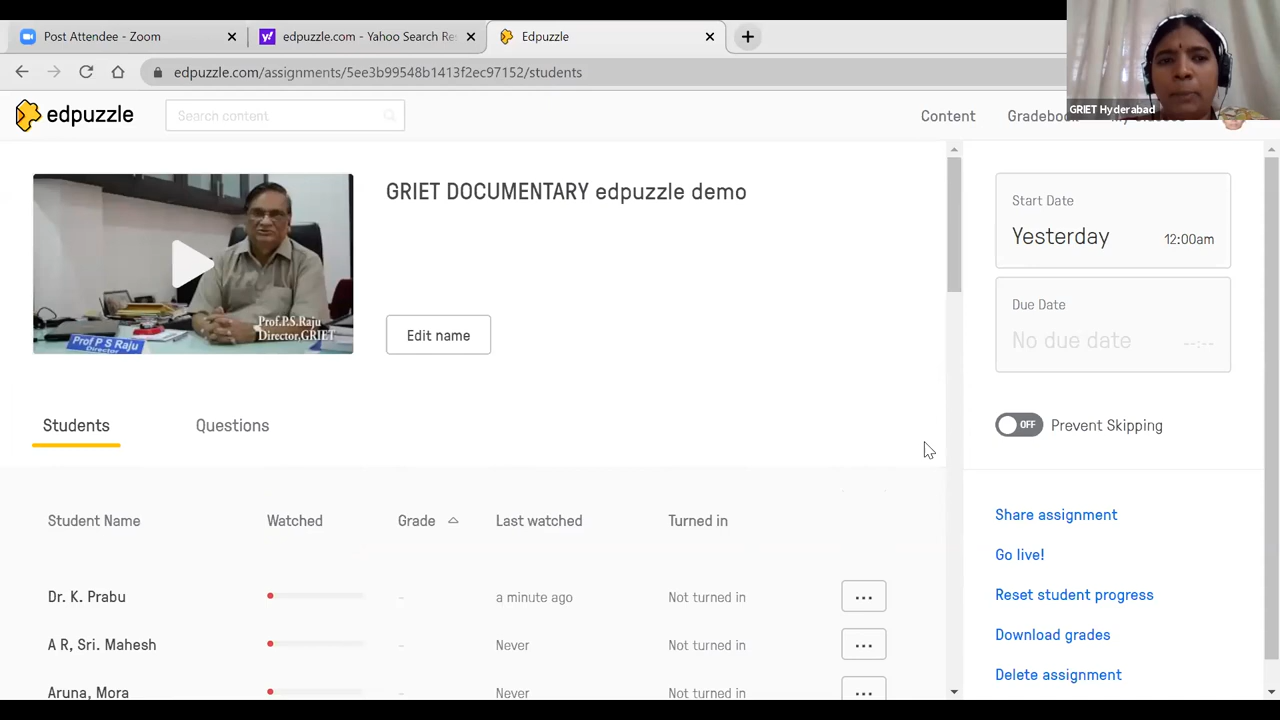 Post Attendee - Zoom
edpuzzle.com - Yahoo Search Re
Edpuzzle
edpuzzle.com/assignments/5ee3b99548b1413f2ec97152/students
GRIET Hyderabad
edpuzzle
Search content
Content
Gradebook
My Classes
GRIET DOCUMENTARY edpuzzle demo
Prof.P.S.Raju
Director,GRIET
Prof P S Raju
Director
Edit name
Start Date
Yesterday 12:00am
Due Date
No due date --:--
OFF Prevent Skipping
Students
Questions
Student Name Watched Grade Last watched Turned in
Dr. K. Prabu - a minute ago Not turned in ...
A R, Sri. Mahesh - Never Not turned in ...
Aruna, Mora - Never Not turned in ...
Share assignment
Go live!
Reset student progress
Download grades
Delete assignment